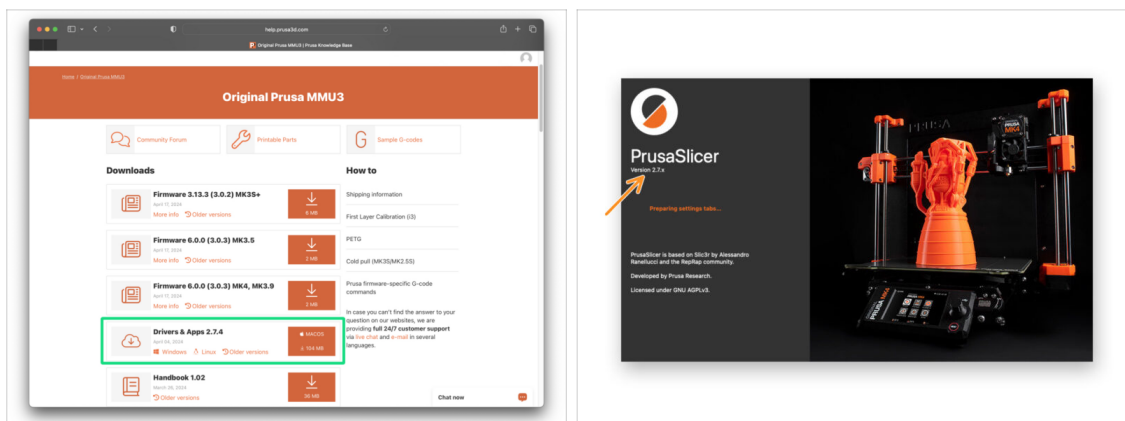 help.prusa3d.com
Original Prusa MMU3 | Prusa Knowledge Base
Home / Original Prusa MMU3
Original Prusa MMU3
Community Forum
Printable Parts
Sample G-codes
Downloads
Firmware 3.13.3 (3.0.2) MK3S+
April 17, 2024
More info Older versions
8 MB
Firmware 6.0.0 (3.0.3) MK3.5
April 17, 2024
More info Older versions
2 MB
Firmware 6.0.0 (3.0.3) MK4, MK3.9
April 17, 2024
More info Older versions
2 MB
Drivers & Apps 2.7.4
Windows Linux Older versions
MACOS
Handbook 1.02
Older versions
36 MB
How to
Shipping information
First Layer Calibration (i3)
PETG
Cold pull (MK3S/MK2.5S)
Prusa firmware-specific G-code
commands
In case you can't find the answer to your
question on our websites, we are
providing full 24/7 customer support
via live chat and e-mail in several
languages.
Chat now
PrusaSlicer
Version 2.7.x
Preparing settings tabs...
PrusaSlicer is based on Slic3r by Alessandro
Ranellucci and the RepRap community.
Developed by Prusa Research.
Licensed under GNU AGPLv3.
PRUSA
PRUSA
MK4
PRUSA MK4